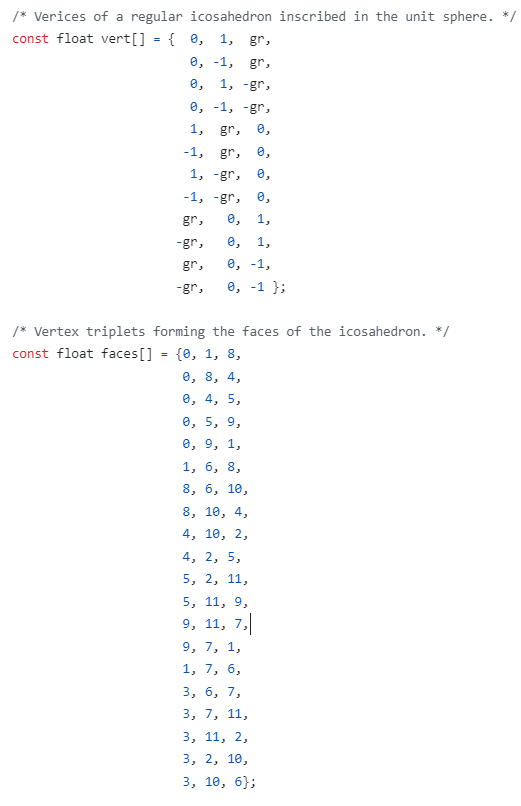 /* Verices of a regular icosahedron inscribed in the unit sphere. */
const float vert[] = {  0,  1,  gr,
0, -1,  gr,
0,  1, -gr,
0, -1, -gr,
1,  gr,  0,
-1,  gr,  0,
1, -gr,  0,
-1, -gr,  0,
gr,   0,  1,
-gr,   0,  1,
gr,   0, -1,
-gr,   0, -1 };
/* Vertex triplets forming the faces of the icosahedron. */
const float faces[] = {0, 1, 8,
0, 8, 4,
0, 4, 5,
0, 5, 9,
0, 9, 1,
1, 6, 8,
8, 6, 10,
8, 10, 4,
4, 10, 2,
4, 2, 5,
5, 2, 11,
5, 11, 9,
9, 11, 7,
9, 7, 1,
1, 7, 6,
3, 6, 7,
3, 7, 11,
3, 11, 2,
3, 2, 10,
3, 10, 6};